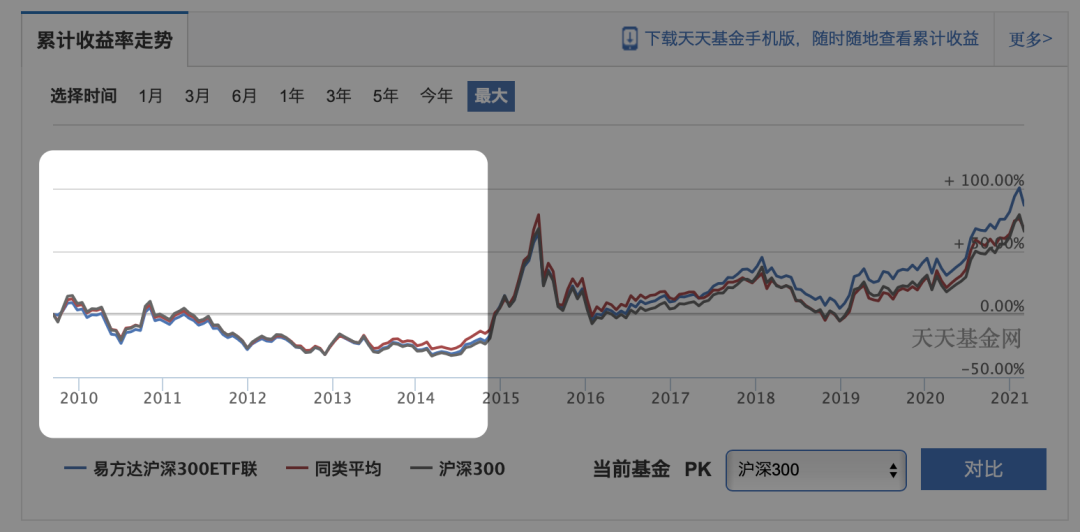 累计收益率走势 下载天天基金手机版，随时随地查看累计收益 更多>
选择时间 1月 3月 6月 1年 3年 5年 今年 最大
+ 100.00%
+ 50.00%
0.00%
天天基金网
-50.00%
2010 2011 2012 2013 2014 2015 2016 2017 2018 2019 2020 2021
易方达沪深300ETF联 同类平均 沪深300 当前基金 PK 沪深300 对比